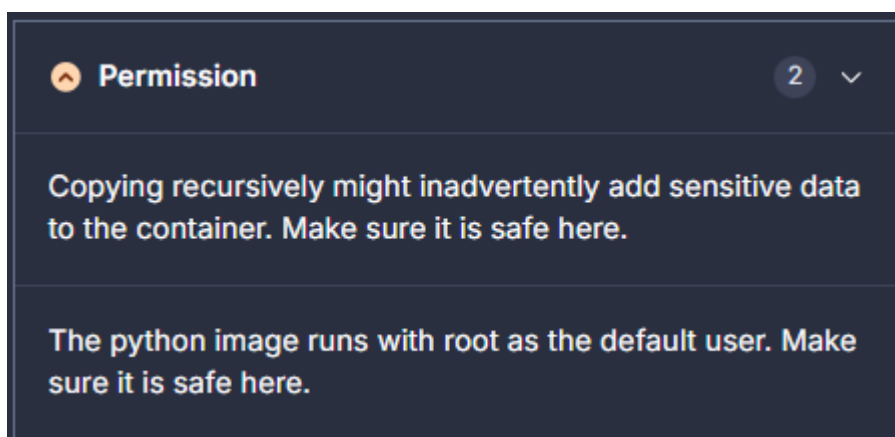 Permission
2
Copying recursively might inadvertently add sensitive data
to the container. Make sure it is safe here.
The python image runs with root as the default user. Make
sure it is safe here.